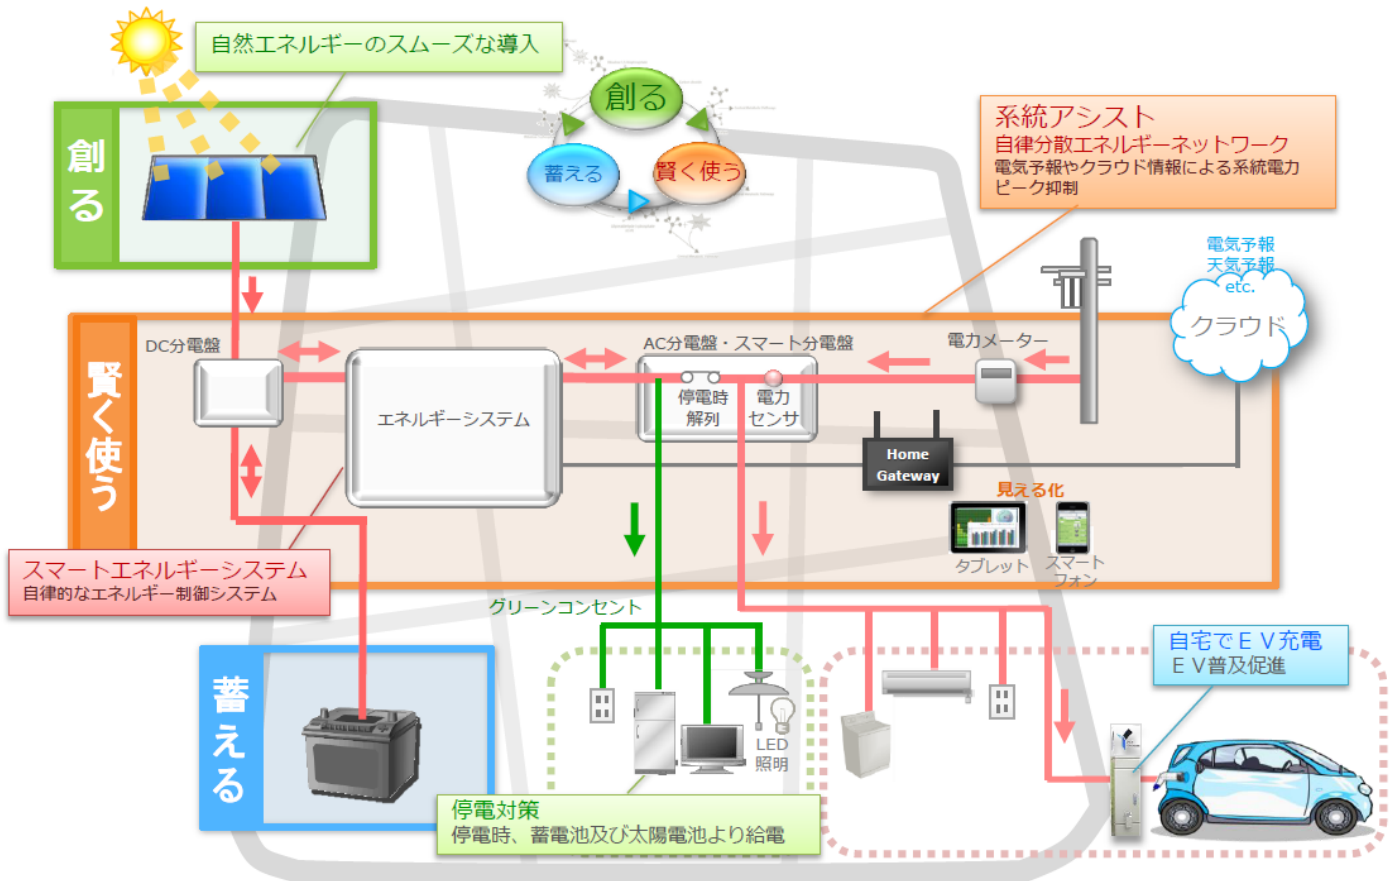 自然エネルギーのスムーズな導入
創る
創る
蓄える
賢く使う
系統アシスト
自律分散エネルギーネットワーク
電気予報やクラウド情報による系統電力
ピーク抑制
電気予報
天気予報
etc.
クラウド
賢く使う
DC分電盤
エネルギーシステム
AC分電盤・スマート分電盤
停電時
解列
電力
センサ
電力メーター
Home
Gateway
見える化
タブレット
スマート
フォン
スマートエネルギーシステム
自律的なエネルギー制御システム
グリーンコンセント
蓄える
LED
照明
停電対策
停電時、蓄電池及び太陽電池より給電
自宅でＥＶ充電
ＥＶ普及促進